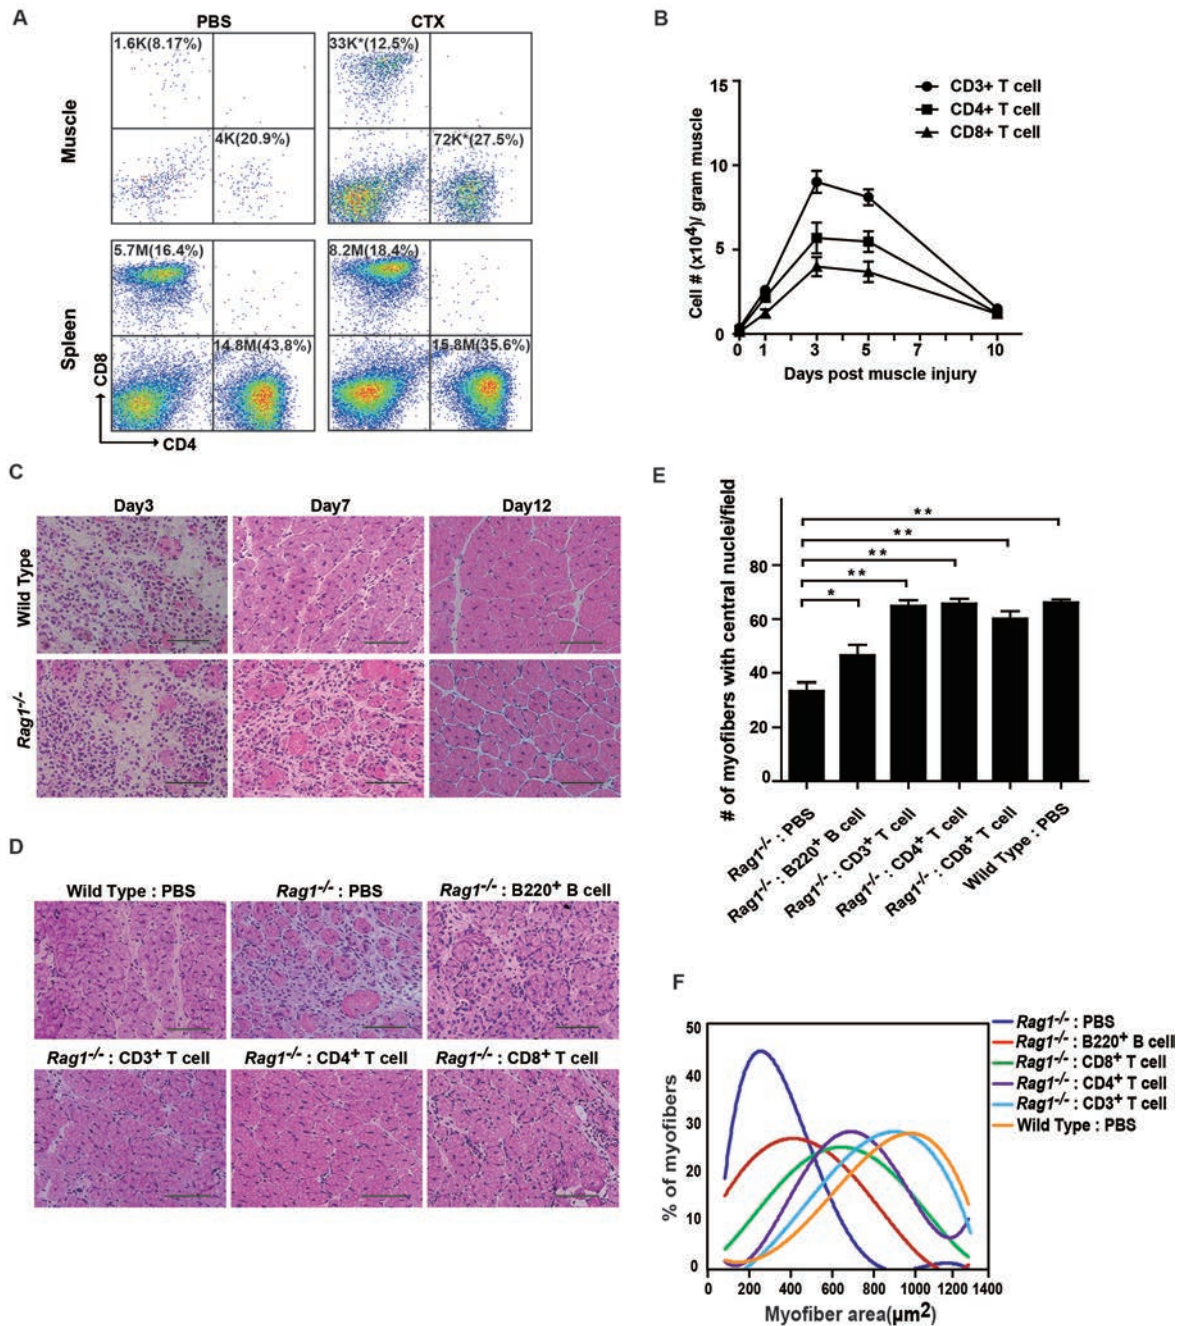 A
PBS
CTX
Muscle
1.6K(8.17%)
33K*(12.5%)
4K(20.9%)
72K*(27.5%)
Spleen
5.7M(16.4%)
8.2M(18.4%)
14.8M(43.8%)
15.8M(35.6%)
CD8
CD4
B
CD3+ T cell
CD4+ T cell
CD8+ T cell
Cell # (x10⁴)/ gram muscle
15
10
5
0
0 1 3 5 7 10
Days post muscle injury
C
Day3
Day7
Day12
Wild Type
Rag1-/-
D
Wild Type : PBS
Rag1-/- : PBS
Rag1-/- : B220+ B cell
Rag1-/- : CD3+ T cell
Rag1-/- : CD4+ T cell
Rag1-/- : CD8+ T cell
E
# of myofibers with central nuclei/field
80
60
40
20
0
**
**
**
**
*
Rag1-/- : PBS
Rag1-/- : B220+ B cell
Rag1-/- : CD3+ T cell
Rag1-/- : CD4+ T cell
Rag1-/- : CD8+ T cell
Wild Type : PBS
F
% of myofibers
50
40
30
20
10
0
0 200 400 600 800 1000 1200 1400
Myofiber area(µm²)
Rag1-/- : PBS
Rag1-/- : B220+ B cell
Rag1-/- : CD8+ T cell
Rag1-/- : CD4+ T cell
Rag1-/- : CD3+ T cell
Wild Type : PBS